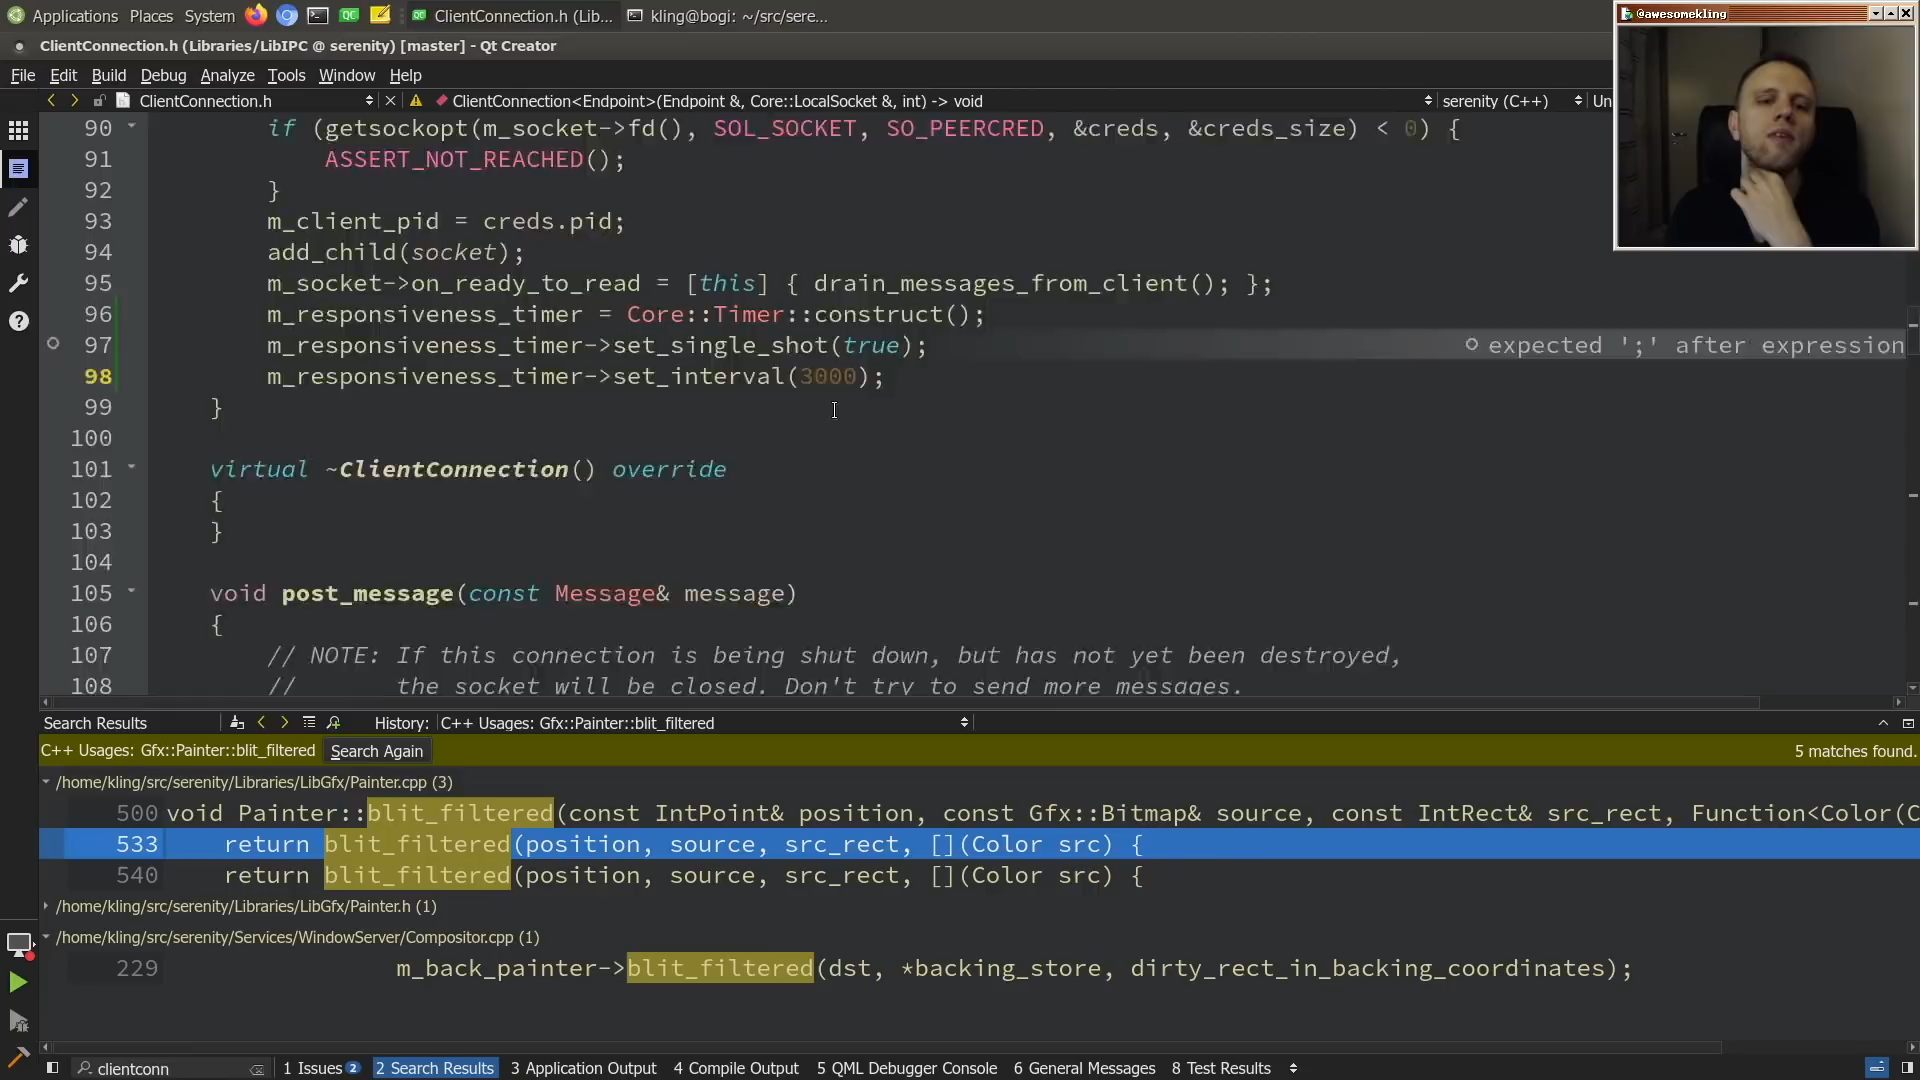 Applications Places System ClientConnection.h (Lib... kling@bogi: ~/src/sere...
@awesomekling
ClientConnection.h (Libraries/LibIPC @ serenity) [master] - Qt Creator
File Edit Build Debug Analyze Tools Window Help
ClientConnection.h ClientConnection<Endpoint>(Endpoint &, Core::LocalSocket &, int) -> void serenity (C++) Un
90 if (getsockopt(m_socket->fd(), SOL_SOCKET, SO_PEERCRED, &creds, &creds_size) < 0) {
91 ASSERT_NOT_REACHED();
92 }
93 m_client_pid = creds.pid;
94 add_child(socket);
95 m_socket->on_ready_to_read = [this] { drain_messages_from_client(); };
96 m_responsiveness_timer = Core::Timer::construct();
97 m_responsiveness_timer->set_single_shot(true); expected ';' after expression
98 m_responsiveness_timer->set_interval(3000);
99 }
100
101 virtual ~ClientConnection() override
102 {
103 }
104
105 void post_message(const Message& message)
106 {
107 // NOTE: If this connection is being shut down, but has not yet been destroyed,
108 // the socket will be closed. Don't try to send more messages.
Search Results History: C++ Usages: Gfx::Painter::blit_filtered
C++ Usages: Gfx::Painter::blit_filtered Search Again 5 matches found.
/home/kling/src/serenity/Libraries/LibGfx/Painter.cpp (3)
500 void Painter::blit_filtered(const IntPoint& position, const Gfx::Bitmap& source, const IntRect& src_rect, Function<Color(C
533 return blit_filtered(position, source, src_rect, [](Color src) {
540 return blit_filtered(position, source, src_rect, [](Color src) {
/home/kling/src/serenity/Libraries/LibGfx/Painter.h (1)
/home/kling/src/serenity/Services/WindowServer/Compositor.cpp (1)
229 m_back_painter->blit_filtered(dst, *backing_store, dirty_rect_in_backing_coordinates);
clientconn 1 Issues 2 2 Search Results 3 Application Output 4 Compile Output 5 QML Debugger Console 6 General Messages 8 Test Results